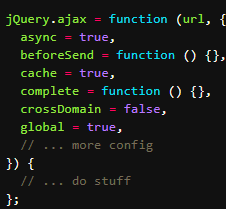 jQuery.ajax = function (url, {
  async = true,
  beforeSend = function () {},
  cache = true,
  complete = function () {},
  crossDomain = false,
  global = true,
  // ... more config
}) {
  // ... do stuff
};